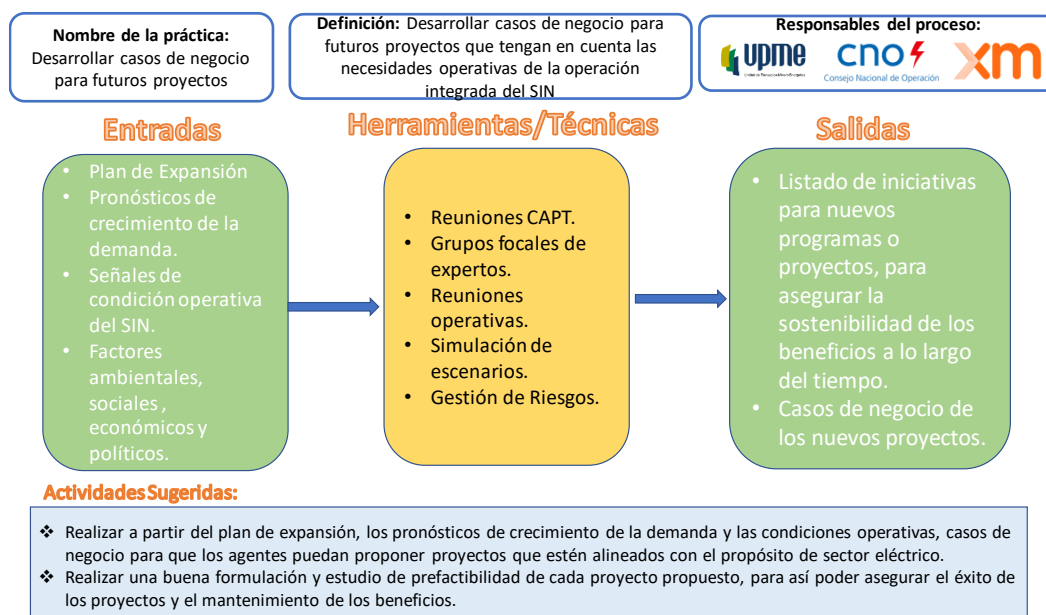 Nombre de la práctica:
Desarrollar casos de negocio
para futuros proyectos
Definición: Desarrollar casos de negocio para
futuros proyectos que tengan en cuenta las
necesidades operativas de la operación
integrada del SIN
Responsables del proceso:
upme
Unidad de Planeación Minero Energética
cno
Consejo Nacional de Operación
xm
Entradas
• Plan de Expansión
• Pronósticos de
crecimiento de la
demanda.
• Señales de
condición operativa
del SIN.
• Factores
ambientales,
sociales ,
económicos y
políticos.
Herramientas/Técnicas
• Reuniones CAPT.
• Grupos focales de
expertos.
• Reuniones
operativas.
• Simulación de
escenarios.
• Gestión de Riesgos.
Salidas
• Listado de iniciativas
para nuevos
programas o
proyectos, para
asegurar la
sostenibilidad de los
beneficios a lo largo
del tiempo.
• Casos de negocio de
los nuevos proyectos.
Actividades Sugeridas:
❖ Realizar a partir del plan de expansión, los pronósticos de crecimiento de la demanda y las condiciones operativas, casos de
negocio para que los agentes puedan proponer proyectos que estén alineados con el propósito de sector eléctrico.
❖ Realizar una buena formulación y estudio de prefactibilidad de cada proyecto propuesto, para así poder asegurar el éxito de
los proyectos y el mantenimiento de los beneficios.